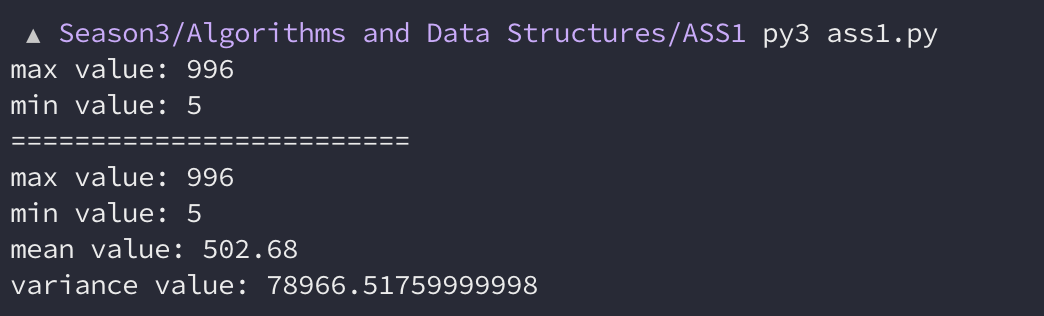 ▲ Season3/Algorithms and Data Structures/ASS1 py3 ass1.py
max value: 996
min value: 5
=========================
max value: 996
min value: 5
mean value: 502.68
variance value: 78966.51759999998